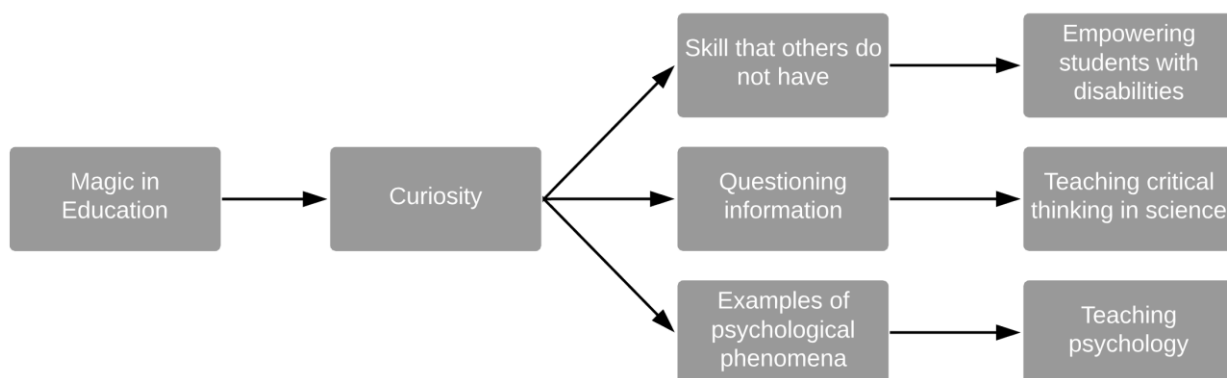 Magic in
Education
Curiosity
Skill that others do
not have
Empowering
students with
disabilities
Questioning
information
Teaching critical
thinking in science
Examples of
psychological
phenomena
Teaching
psychology